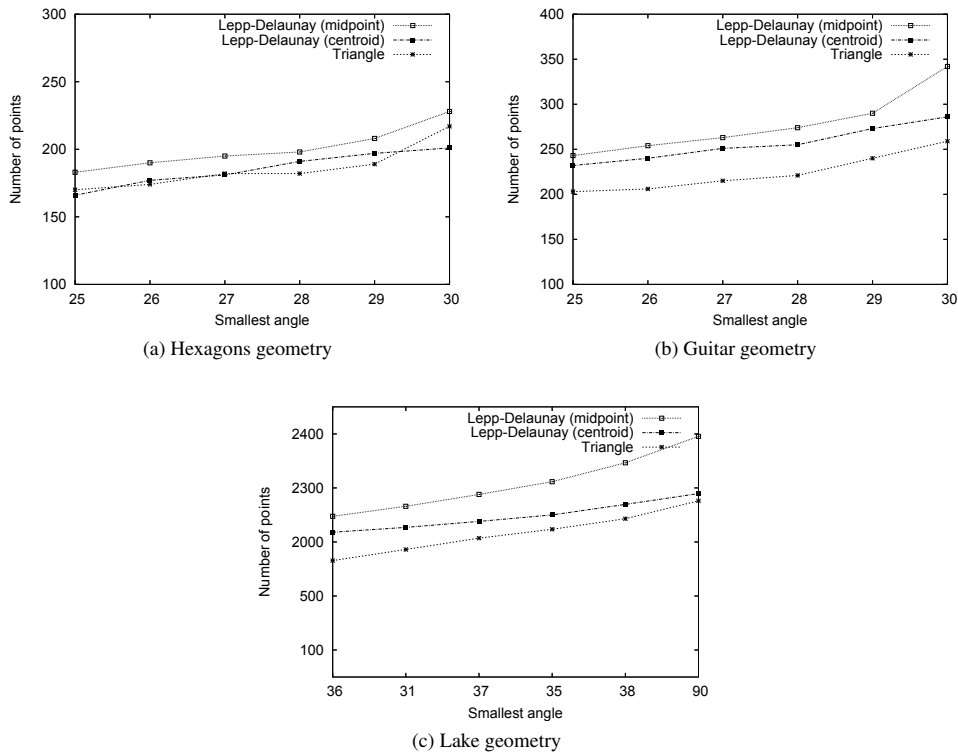 300
250
200
150
100
Number of points
25 26 27 28 29 30
Smallest angle
Lepp-Delaunay (midpoint)
Lepp-Delaunay (centroid)
Triangle
(a) Hexagons geometry
400
350
300
250
200
150
100
Number of points
25 26 27 28 29 30
Smallest angle
Lepp-Delaunay (midpoint)
Lepp-Delaunay (centroid)
Triangle
(b) Guitar geometry
2400
2300
2000
500
100
Number of points
36 31 37 35 38 90
Smallest angle
Lepp-Delaunay (midpoint)
Lepp-Delaunay (centroid)
Triangle
(c) Lake geometry